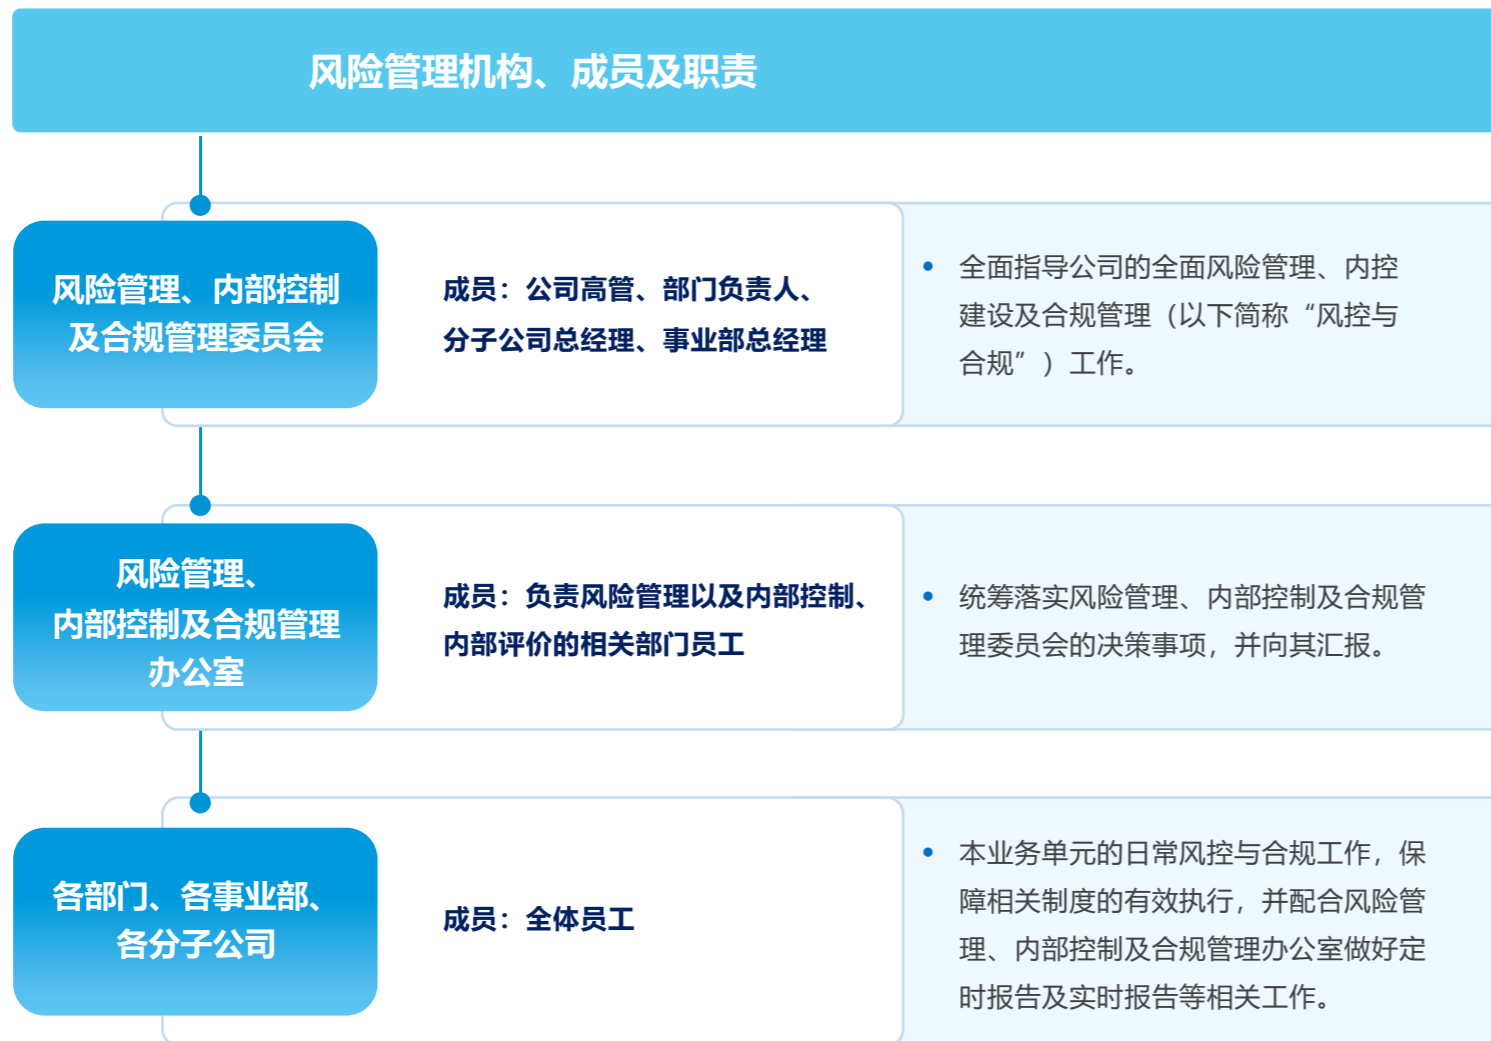 风险管理机构、成员及职责
风险管理、内部控制
及合规管理委员会
成员：公司高管、部门负责人、
分子公司总经理、事业部总经理
• 全面指导公司的全面风险管理、内控
建设及合规管理（以下简称“风控与
合规”）工作。
风险管理、
内部控制及合规管理
办公室
成员：负责风险管理以及内部控制、
内部评价的相关部门员工
• 统筹落实风险管理、内部控制及合规管
理委员会的决策事项，并向其汇报。
各部门、各事业部、
各分子公司
成员：全体员工
• 本业务单元的日常风控与合规工作，保
障相关制度的有效执行，并配合风险管
理、内部控制及合规管理办公室做好定
时报告及实时报告等相关工作。